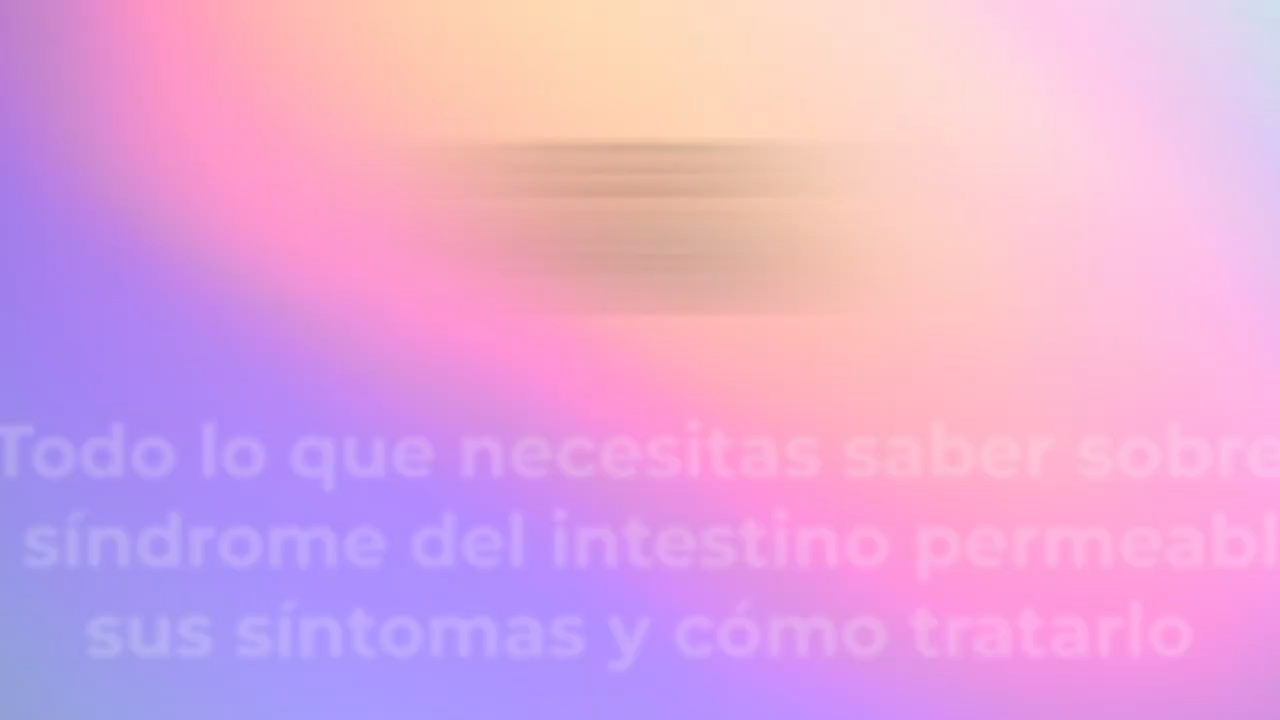 Todo lo que necesitas saber sobre
síndrome del intestino permeabl
sus síntomas y cómo tratarlo